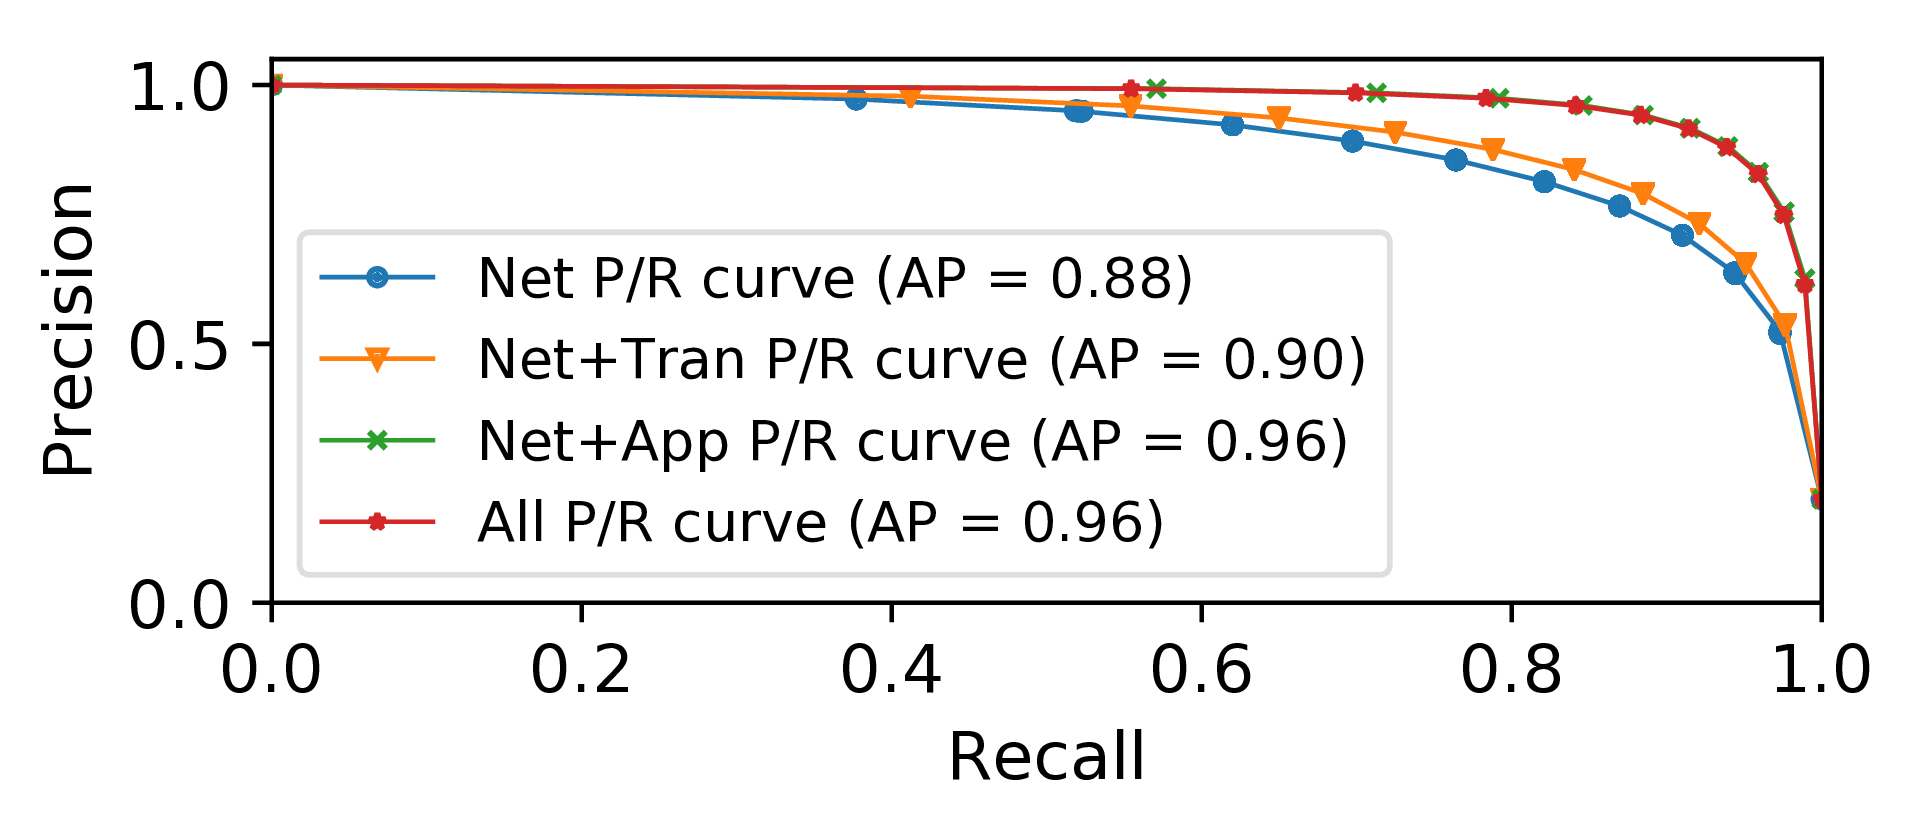 Precision
1.0
0.5
0.0
Net P/R curve (AP = 0.88)
Net+Tran P/R curve (AP = 0.90)
Net+App P/R curve (AP = 0.96)
All P/R curve (AP = 0.96)
0.0 0.2 0.4 0.6 0.8 1.0
Recall